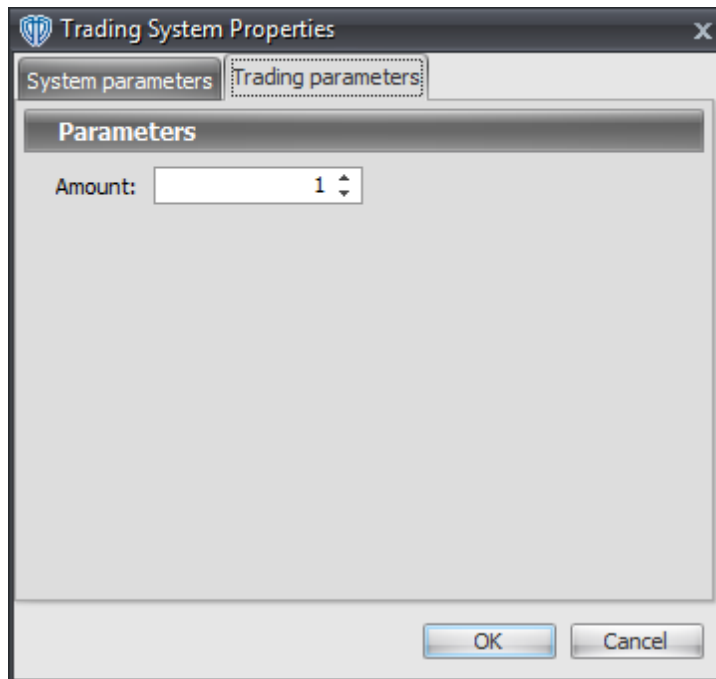 Trading System Properties
System parameters Trading parameters
Parameters
Amount: 1
OK Cancel